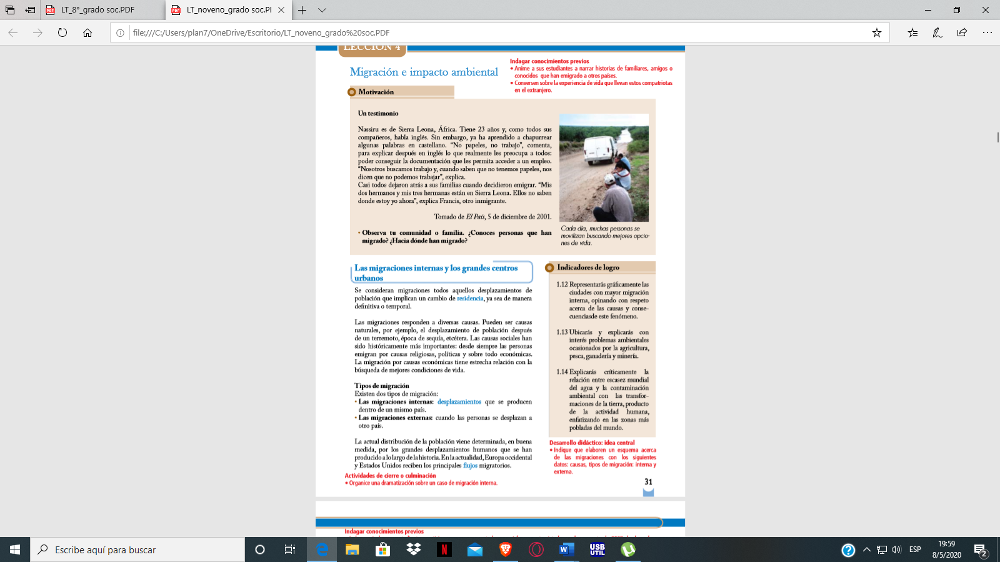 LT_8°_grado soc.PDF
LT_noveno_grado soc.PI
file:///C:/Users/plan7/OneDrive/Escritorio/LT_noveno_grado%20soc.PDF
LECCIÓN 4
Migración e impacto ambiental
Indagar conocimientos previos
• Anime a sus estudiantes a narrar historias de familiares, amigos o
conocidos que han emigrado a otros países.
• Conversen sobre la experiencia de vida que llevan estos compatriotas
en el extranjero.
Motivación
Un testimonio
Nassiru es de Sierra Leona, África. Tiene 23 años y, como todos sus
compañeros, habla inglés. Sin embargo, ya ha aprendido a chapurrear
algunas palabras en castellano. “No papeles, no trabajo”, comenta,
para explicar después en inglés lo que realmente les preocupa a todos:
poder conseguir la documentación que les permita acceder a un empleo.
“Nosotros buscamos trabajo y, cuando saben que no tenemos papeles, nos
dicen que no podemos trabajar”, explica.
Casi todos dejaron atrás a sus familias cuando decidieron emigrar. “Mis
dos hermanos y mis tres hermanas están en Sierra Leona. Ellos no saben
donde estoy yo ahora”, explica Francis, otro inmigrante.
Tomado de El País, 5 de diciembre de 2001.
• Observa tu comunidad o familia. ¿Conoces personas que han
migrado? ¿Hacia dónde han migrado?
Cada día, muchas personas se
movilizan buscando mejores opcio-
nes de vida.
Las migraciones internas y los grandes centros
urbanos
Se consideran migraciones todos aquellos desplazamientos de
población que implican un cambio de residencia, ya sea de manera
definitiva o temporal.
Las migraciones responden a diversas causas. Pueden ser causas
naturales, por ejemplo, el desplazamiento de población después
de un terremoto, época de sequía, etcétera. Las causas sociales han
sido históricamente más importantes: desde siempre las personas
emigran por causas religiosas, políticas y sobre todo económicas.
La migración por causas económicas tiene estrecha relación con la
búsqueda de mejores condiciones de vida.
Tipos de migración
Existen dos tipos de migración:
• Las migraciones internas: desplazamientos que se producen
dentro de un mismo país.
• Las migraciones externas: cuando las personas se desplazan a
otro país.
La actual distribución de la población viene determinada, en buena
medida, por los grandes desplazamientos humanos que se han
producido a lo largo de la historia. En la actualidad, Europa occidental
y Estados Unidos reciben los principales flujos migratorios.
Actividades de cierre o culminación
• Organice una dramatización sobre un caso de migración interna.
Indicadores de logro
1.12 Representarás gráficamente las
ciudades con mayor migración
interna, opinando con respeto
acerca de las causas y conse-
cuenciasde este fenómeno.
1.13 Ubicarás y explicarás con
interés problemas ambientales
ocasionados por la agricultura,
pesca, ganadería y minería.
1.14 Explicarás críticamente la
relación entre escasez mundial
del agua y la contaminación
ambiental con las transfor-
maciones de la tierra, producto
de la actividad humana,
enfatizando en las zonas más
pobladas del mundo.
Desarrollo didáctico: idea central
• Indique que elaboren un esquema acerca
de las migraciones con los siguientes
datos: causas, tipos de migración: interna y
externa.
31
Indagar conocimientos previos
Escribe aquí para buscar
USB
UTIL
ESP
19:59
8/5/2020
2